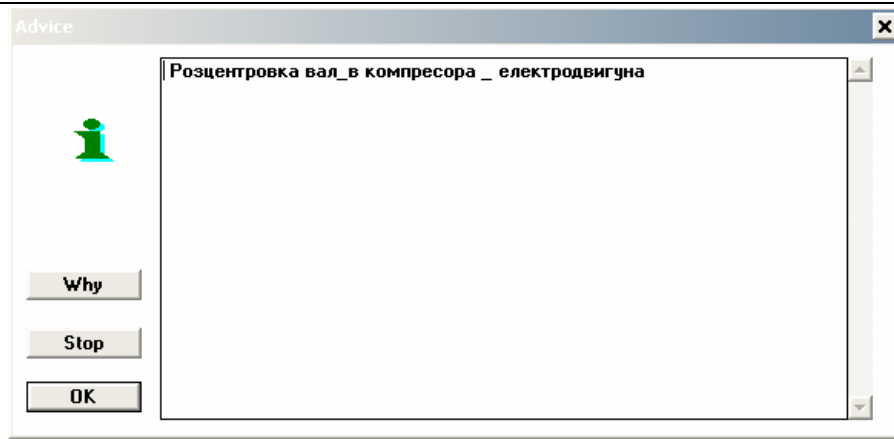 Advice
Розцентровка вал_в компресора _ електродвигуна
Why
Stop
OK